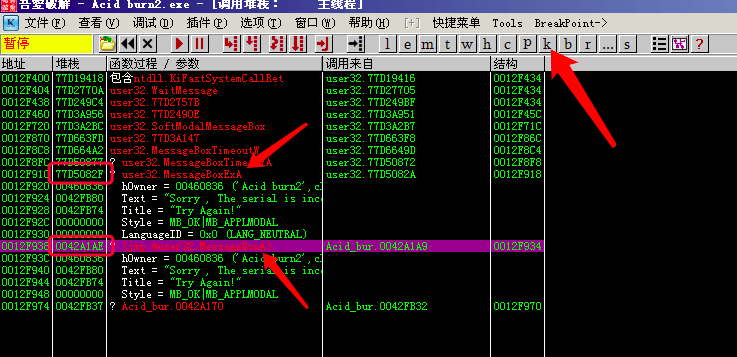 吾爱破解 - Acid burn2.exe - [调用堆栈: 主线程]
K 文件(F) 查看(V) 调试(D) 插件(P) 选项(T) 窗口(W) 帮助(H) [+] 快捷菜单 Tools BreakPoint->
暂停 l e m t w h c p k b r ... s ?
地址 堆栈 函数过程 / 参数 调用来自 结构
0012F400 77D19418 包含ntdll.KiFastSystemCallRet user32.77D19416 0012F434
0012F404 77D2770A user32.WaitMessage user32.77D27705 0012F434
0012F438 77D249C4 user32.77D2757B user32.77D249BF 0012F434
0012F460 77D3A956 user32.77D2490E user32.77D3A951 0012F45C
0012F720 77D3A2BC user32.SoftModalMessageBox user32.77D3A2B7 0012F71C
0012F870 77D663FD user32.77D3A147 user32.77D663F8 0012F86C
0012F8C8 77D664A2 user32.MessageBoxTimeoutW user32.77D6649D 0012F8C4
0012F8FC 77D50877 ? user32.MessageBoxTimeoutA user32.77D50872 0012F8F8
0012F91C 77D5082F ? user32.MessageBoxExA user32.77D5082A 0012F918
0012F920 00460836 hOwner = 00460836 ('Acid burn2',cl
0012F924 0042FB80 Text = "Sorry , The serial is inco
0012F928 0042FB74 Title = "Try Again!"
0012F92C 00000000 Style = MB_OK|MB_APPLMODAL
0012F930 00000000 LanguageID = 0x0 (LANG_NEUTRAL)
0012F938 0042A1AE Acid_bur.0042A1A9 0012F934
0012F93C 00460836 hOwner = 00460836 ('Acid burn2',cl
0012F940 0042FB80 Text = "Sorry , The serial is inco
0012F944 0042FB74 Title = "Try Again!"
0012F948 00000000 Style = MB_OK|MB_APPLMODAL
0012F974 0042FB37 ? Acid_bur.0042A170 Acid_bur.0042FB32 0012F970